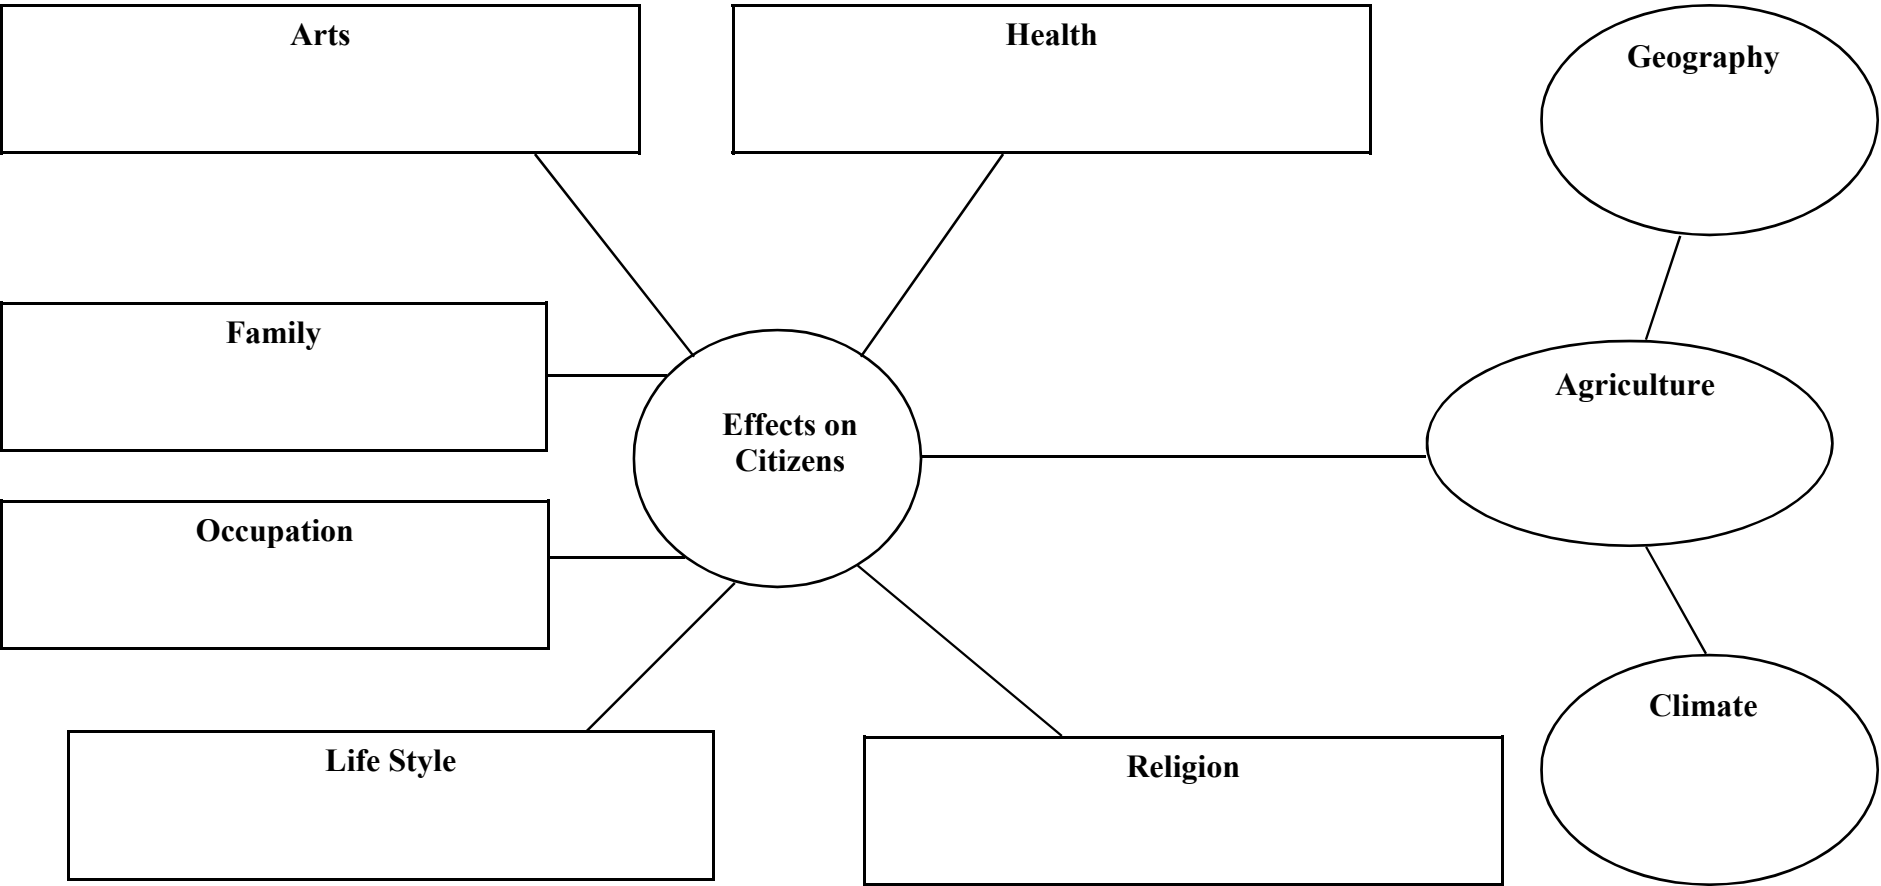 Arts
Health
Geography
Family
Agriculture
Effects on
Citizens
Occupation
Climate
Life Style
Religion